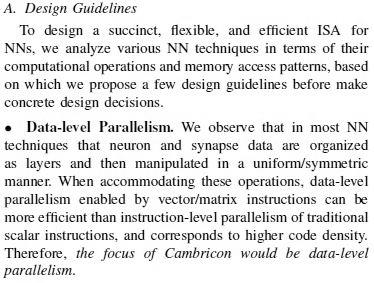 A. Design Guidelines
To design a succinct, flexible, and efficient ISA for
NNs, we analyze various NN techniques in terms of their
computational operations and memory access patterns, based
on which we propose a few design guidelines before make
concrete design decisions.
• Data-level Parallelism. We observe that in most NN
techniques that neuron and synapse data are organized
as layers and then manipulated in a uniform/symmetric
manner. When accommodating these operations, data-level
parallelism enabled by vector/matrix instructions can be
more efficient than instruction-level parallelism of traditional
scalar instructions, and corresponds to higher code density.
Therefore, the focus of Cambricon would be data-level
parallelism.